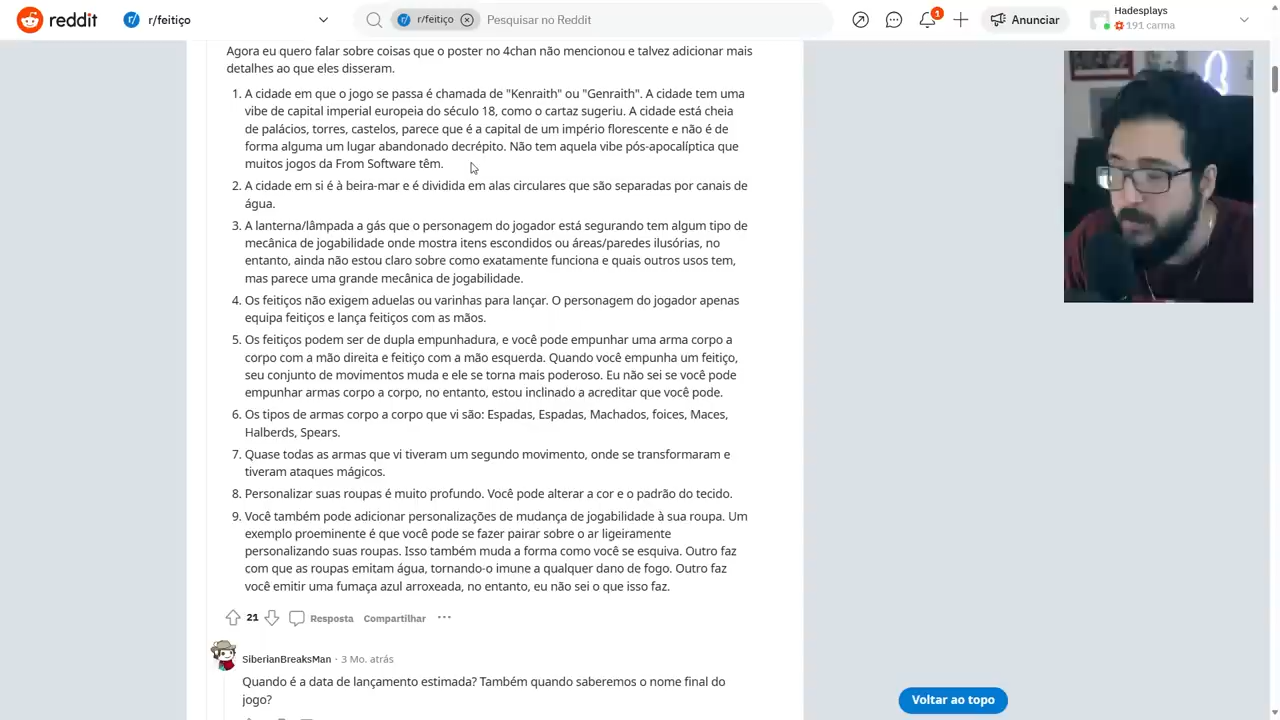 reddit
r/feitiço
r/feitiço
Pesquisar no Reddit
1
Anunciar
Hadesplays
191 carma
Agora eu quero falar sobre coisas que o poster no 4chan não mencionou e talvez adicionar mais
detalhes ao que eles disseram.
1. A cidade em que o jogo se passa é chamada de "Kenraith" ou "Genraith". A cidade tem uma
vibe de capital imperial europeia do século 18, como o cartaz sugeriu. A cidade está cheia
de palácios, torres, castelos, parece que é a capital de um império florescente e não é de
forma alguma um lugar abandonado decrépito. Não tem aquela vibe pós-apocalíptica que
muitos jogos da From Software têm.
2. A cidade em si é à beira-mar e é dividida em alas circulares que são separadas por canais de
água.
3. A lanterna/lâmpada a gás que o personagem do jogador está segurando tem algum tipo de
mecânica de jogabilidade onde mostra itens escondidos ou áreas/paredes ilusórias, no
entanto, ainda não estou claro sobre como exatamente funciona e quais outros usos tem,
mas parece uma grande mecânica de jogabilidade.
4. Os feitiços não exigem aduelas ou varinhas para lançar. O personagem do jogador apenas
equipa feitiços e lança feitiços com as mãos.
5. Os feitiços podem ser de dupla empunhadura, e você pode empunhar uma arma corpo a
corpo com a mão direita e feitiço com a mão esquerda. Quando você empunha um feitiço,
seu conjunto de movimentos muda e ele se torna mais poderoso. Eu não sei se você pode
empunhar armas corpo a corpo, no entanto, estou inclinado a acreditar que você pode.
6. Os tipos de armas corpo a corpo que vi são: Espadas, Espadas, Machados, foices, Maces,
Halberds, Spears.
7. Quase todas as armas que vi tiveram um segundo movimento, onde se transformaram e
tiveram ataques mágicos.
8. Personalizar suas roupas é muito profundo. Você pode alterar a cor e o padrão do tecido.
9. Você também pode adicionar personalizações de mudança de jogabilidade à sua roupa. Um
exemplo proeminente é que você pode se fazer pairar sobre o ar ligeiramente
personalizando suas roupas. Isso também muda a forma como você se esquiva. Outro faz
com que as roupas emitam água, tornando-o imune a qualquer dano de fogo. Outro faz
você emitir uma fumaça azul arroxeada, no entanto, eu não sei o que isso faz.
21
Resposta
Compartilhar
SiberianBreaksMan · 3 Mo. atrás
Quando é a data de lançamento estimada? Também quando saberemos o nome final do
jogo?
Voltar ao topo